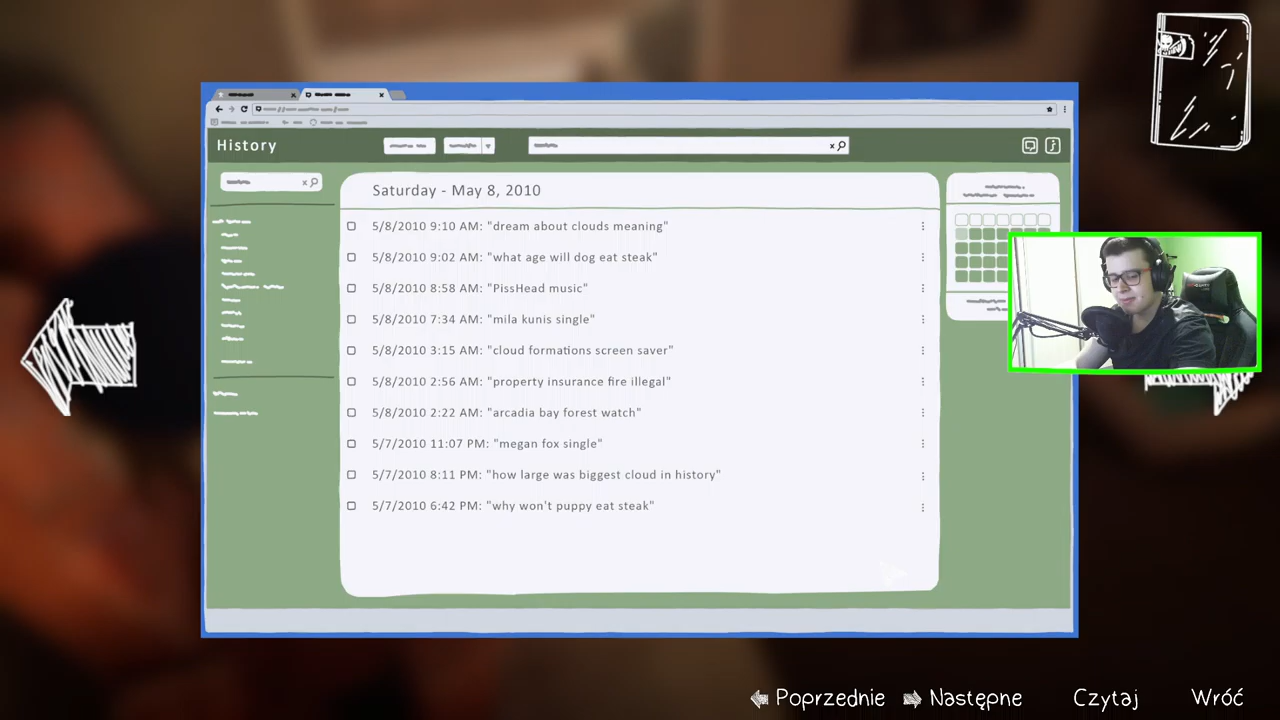 History
Saturday - May 8, 2010
5/8/2010 9:10 AM: "dream about clouds meaning"
5/8/2010 9:02 AM: "what age will dog eat steak"
5/8/2010 8:58 AM: "PissHead music"
5/8/2010 7:34 AM: "mila kunis single"
5/8/2010 3:15 AM: "cloud formations screen saver"
5/8/2010 2:56 AM: "property insurance fire illegal"
5/8/2010 2:22 AM: "arcadia bay forest watch"
5/7/2010 11:07 PM: "megan fox single"
5/7/2010 8:11 PM: "how large was biggest cloud in history"
5/7/2010 6:42 PM: "why won't puppy eat steak"
Poprzednie Następne Czytaj Wróć